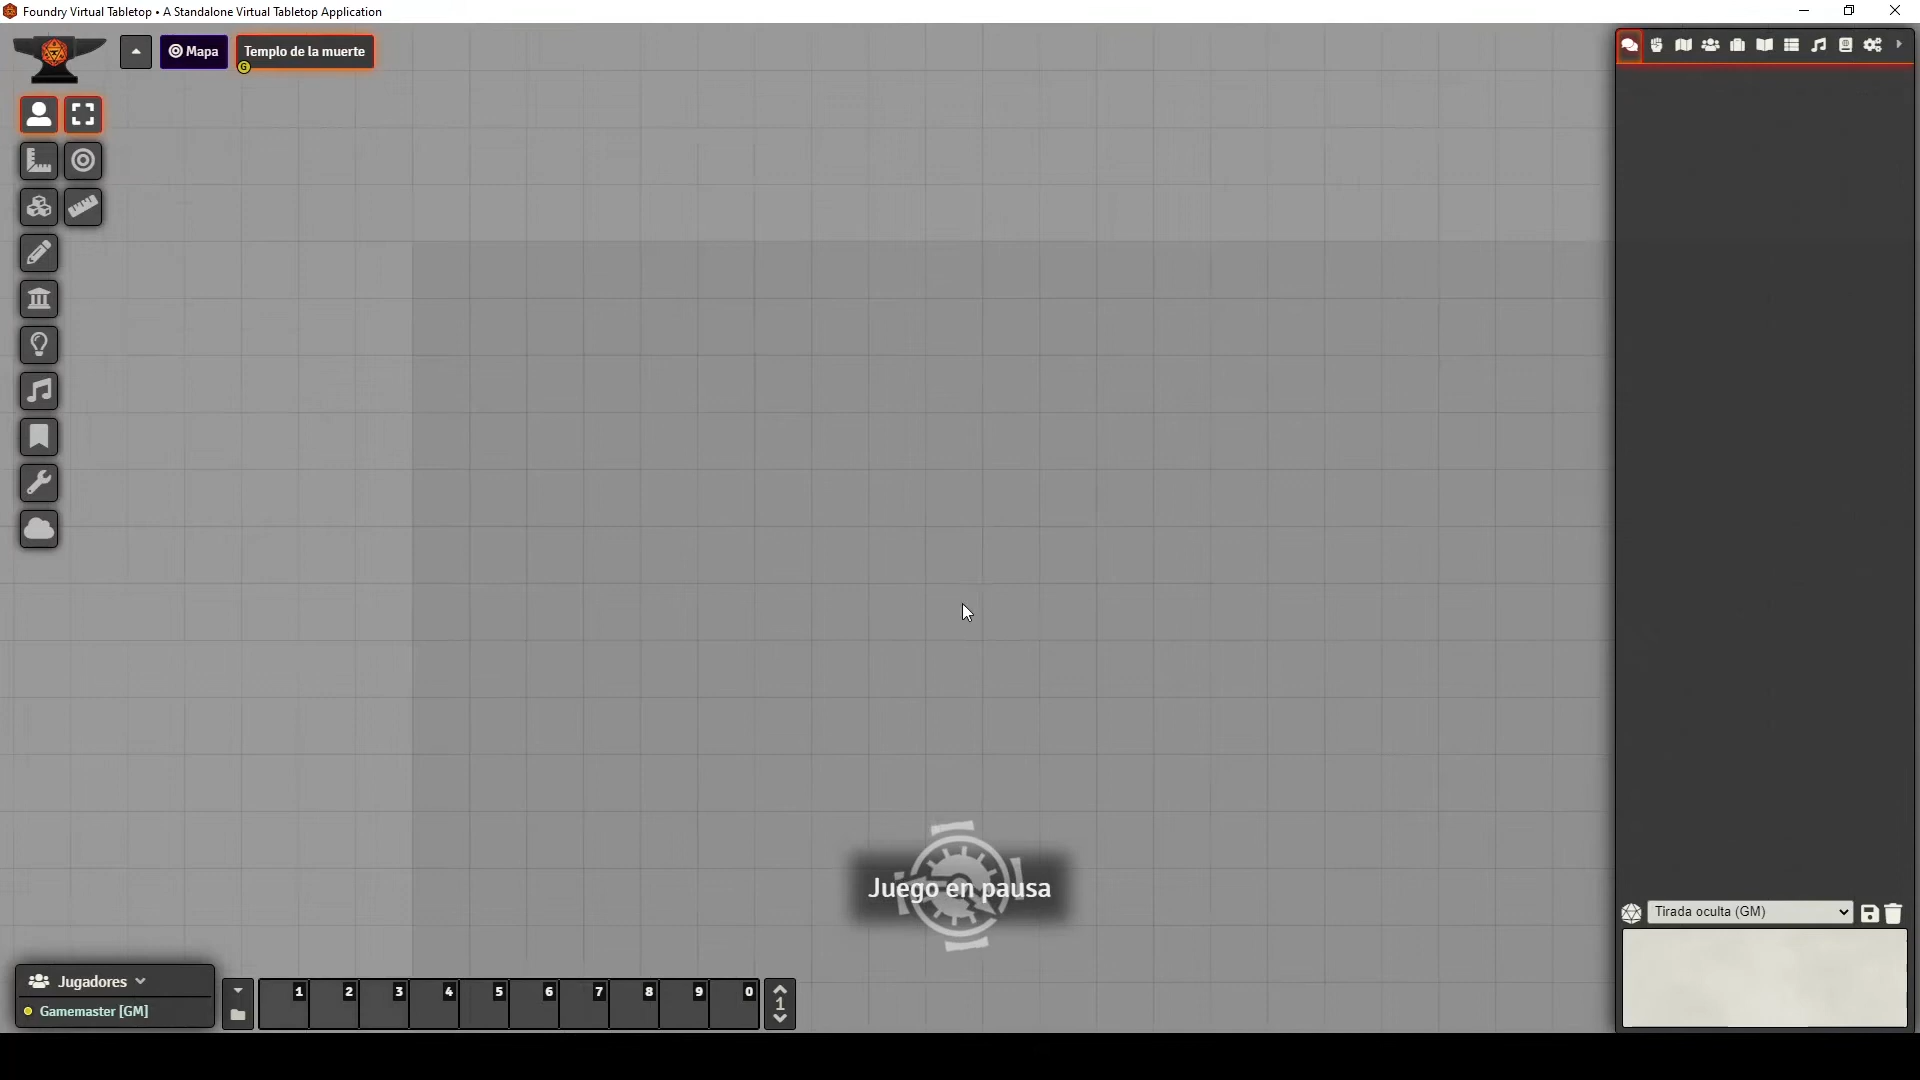 Foundry Virtual Tabletop • A Standalone Virtual Tabletop Application
Mapa
Templo de la muerte
G
Juego en pausa
Tirada oculta (GM)
Jugadores
Gamemaster [GM]
1 2 3 4 5 6 7 8 9 0
1